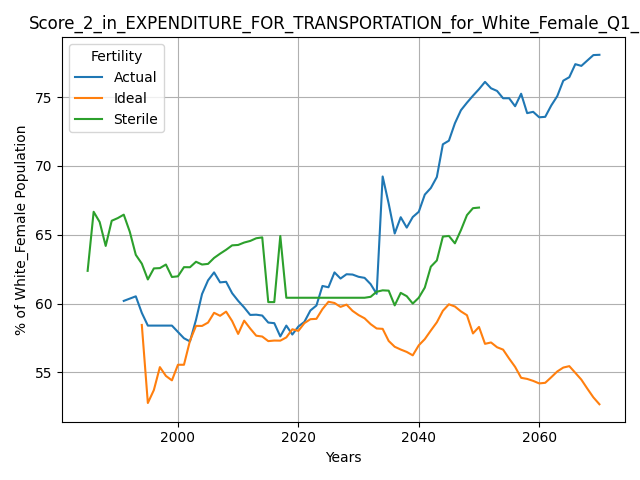 Score_2_in_EXPENDITURE_FOR_TRANSPORTATION_for_White_Female_Q1_
Fertility
Actual
Ideal
Sterile
% of White_Female Population
75
70
65
60
55
2000
2020
2040
2060
Years